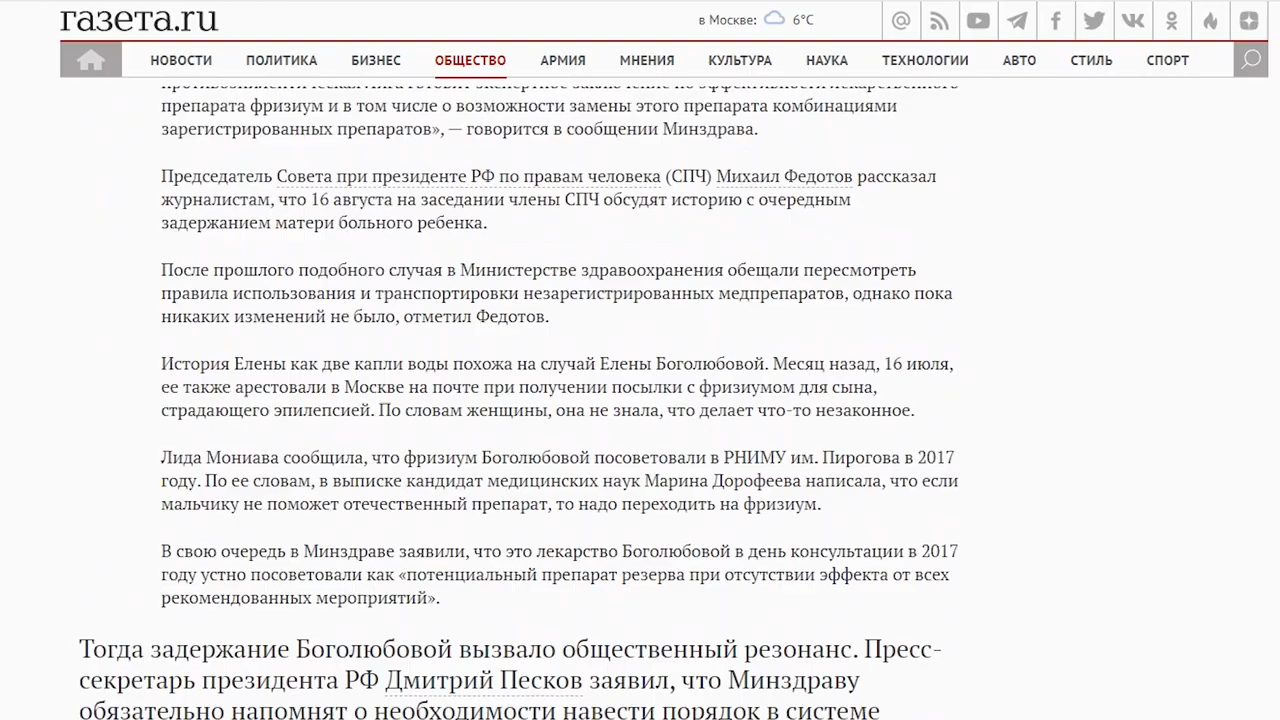 газета.ru
в Москве: 6°C
НОВОСТИ ПОЛИТИКА БИЗНЕС ОБЩЕСТВО АРМИЯ МНЕНИЯ КУЛЬТУРА НАУКА ТЕХНОЛОГИИ АВТО СТИЛЬ СПОРТ
препарата фризиум и в том числе о возможности замены этого препарата комбинациями
зарегистрированных препаратов», — говорится в сообщении Минздрава.
Председатель Совета при президенте РФ по правам человека (СПЧ) Михаил Федотов рассказал
журналистам, что 16 августа на заседании члены СПЧ обсудят историю с очередным
задержанием матери больного ребенка.
После прошлого подобного случая в Министерстве здравоохранения обещали пересмотреть
правила использования и транспортировки незарегистрированных медпрепаратов, однако пока
никаких изменений не было, отметил Федотов.
История Елены как две капли воды похожа на случай Елены Боголюбовой. Месяц назад, 16 июля,
ее также арестовали в Москве на почте при получении посылки с фризиумом для сына,
страдающего эпилепсией. По словам женщины, она не знала, что делает что-то незаконное.
Лида Мониава сообщила, что фризиум Боголюбовой посоветовали в РНИМУ им. Пирогова в 2017
году. По ее словам, в выписке кандидат медицинских наук Марина Дорофеева написала, что если
мальчику не поможет отечественный препарат, то надо переходить на фризиум.
В свою очередь в Минздраве заявили, что это лекарство Боголюбовой в день консультации в 2017
году устно посоветовали как «потенциальный препарат резерва при отсутствии эффекта от всех
рекомендованных мероприятий».
Тогда задержание Боголюбовой вызвало общественный резонанс. Пресс-
секретарь президента РФ Дмитрий Песков заявил, что Минздраву
обязательно напомнят о необходимости навести порядок в системе